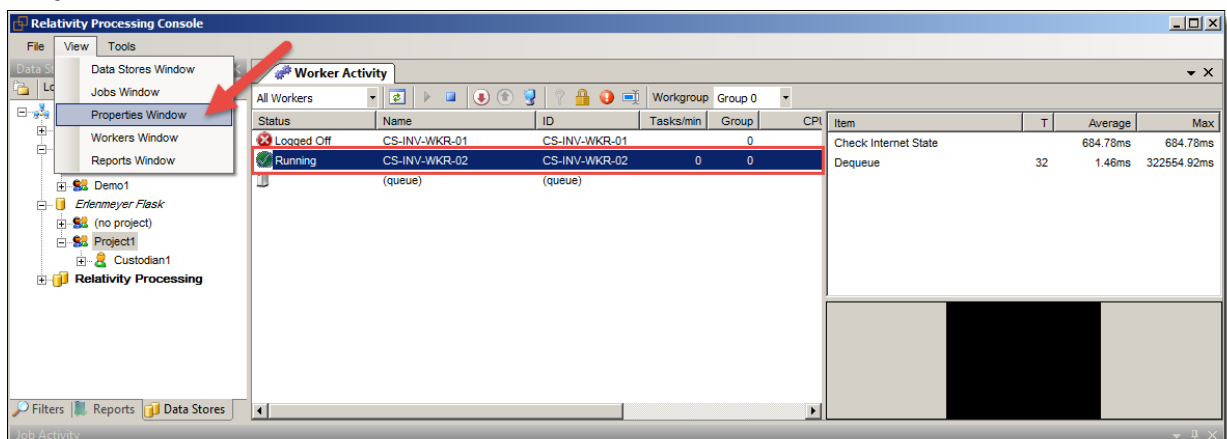 Relativity Processing Console
File View Tools
Data St
Worker Activity
Lo
Data Stores Window
Jobs Window
Properties Window
Workers Window
Reports Window
All Workers
Workgroup Group 0
Status Name ID Tasks/min Group CPU
Logged Off CS-INV-WKR-01 CS-INV-WKR-01 0
Running CS-INV-WKR-02 CS-INV-WKR-02 0 0
(queue) (queue)
Item T Average Max
Check Internet State 684.78ms 684.78ms
Dequeue 32 1.46ms 322554.92ms
Demo1
Erlenmeyer Flask
(no project)
Project1
Custodian1
Relativity Processing
Filters Reports Data Stores
Job Activity